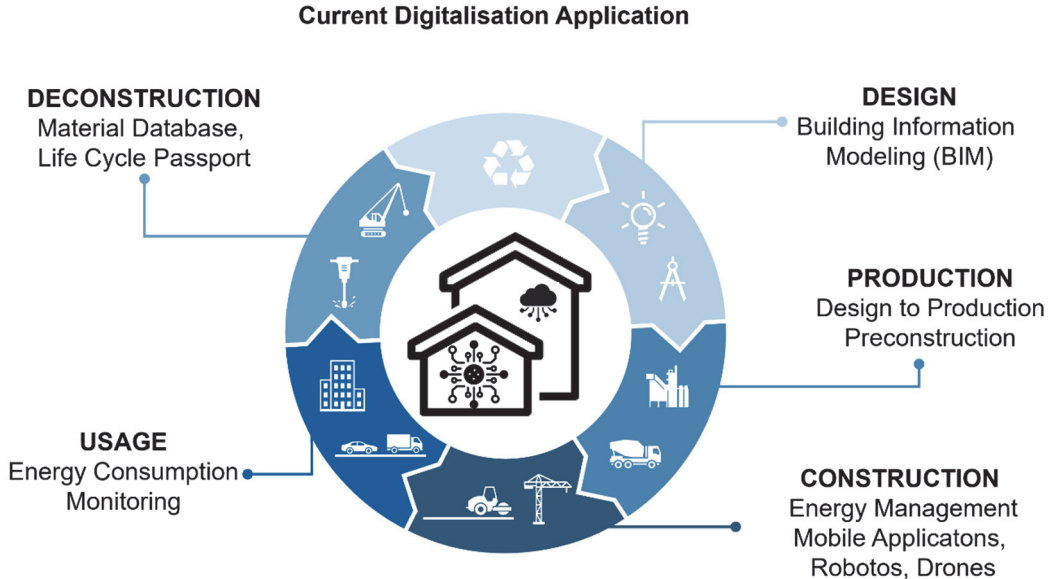 Current Digitalisation Application
DECONSTRUCTION
Material Database,
Life Cycle Passport
DESIGN
Building Information
Modeling (BIM)
PRODUCTION
Design to Production
Preconstruction
USAGE
Energy Consumption
Monitoring
CONSTRUCTION
Energy Management
Mobile Applicatons,
Robotos, Drones